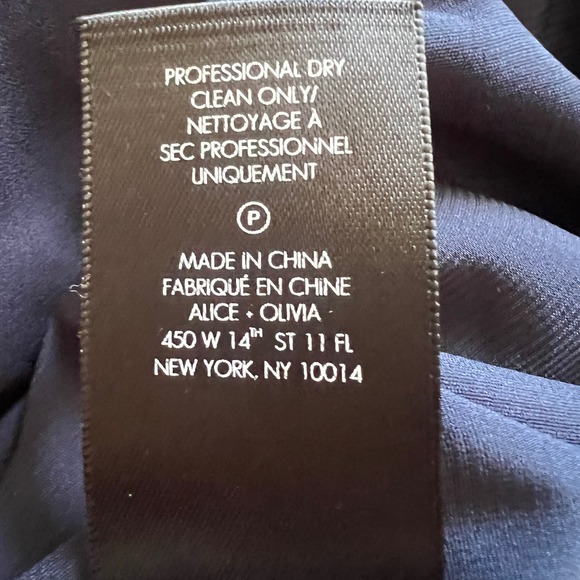 PROFESSIONAL DRY
CLEAN ONLY/
NETTOYAGE À
SEC PROFESSIONNEL
UNIQUEMENT
P
MADE IN CHINA
FABRIQUÉ EN CHINE
ALICE + OLIVIA
450 W 14TH ST 11 FL
NEW YORK, NY 10014